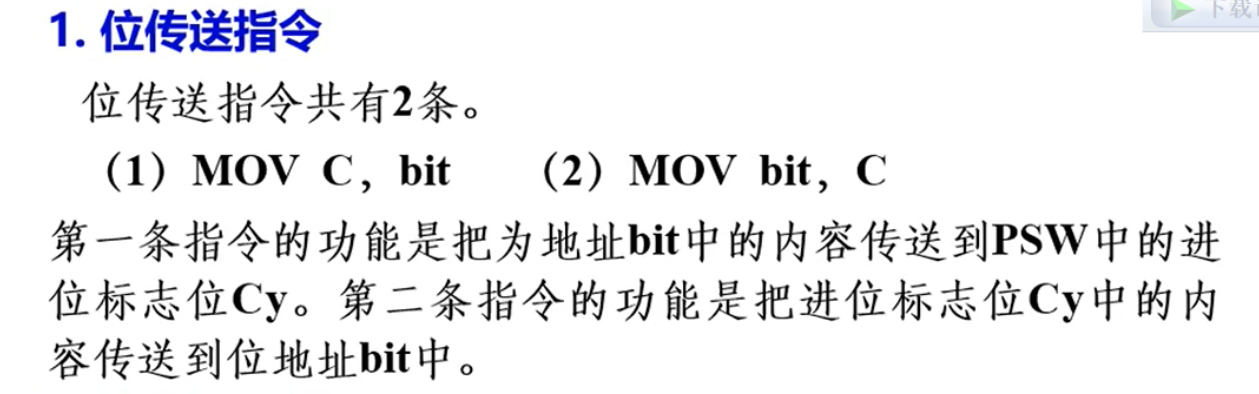 下载
1. 位传送指令
位传送指令共有2条。
（1）MOV C，bit （2）MOV bit，C
第一条指令的功能是把为地址bit中的内容传送到PSW中的进
位标志位Cy。第二条指令的功能是把进位标志位Cy中的内
容传送到位地址bit中。